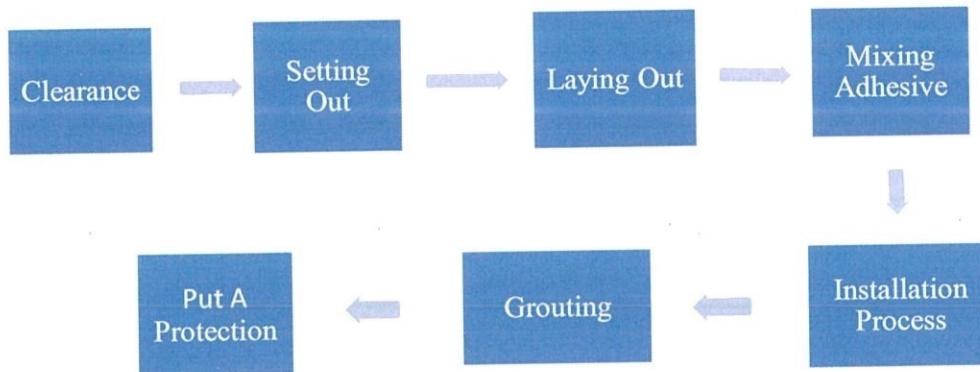 Clearance
Setting
Out
Laying Out
Mixing
Adhesive
Installation
Process
Grouting
Put A
Protection